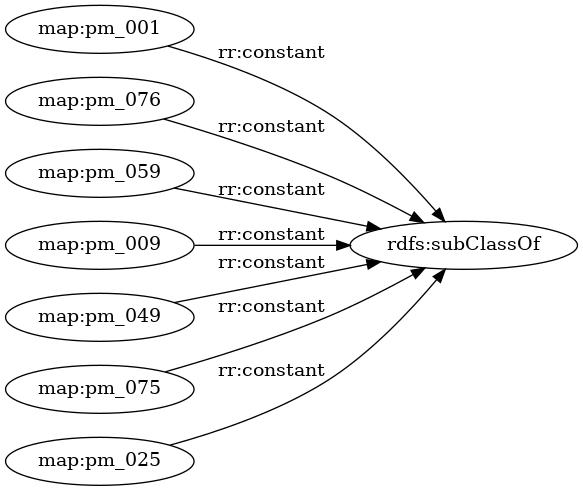 map:pm_001
rr:constant
map:pm_076
rr:constant
map:pm_059
rr:constant
map:pm_009
rr:constant
rdfs:subClassOf
rr:constant
map:pm_049
rr:constant
map:pm_075
rr:constant
map:pm_025